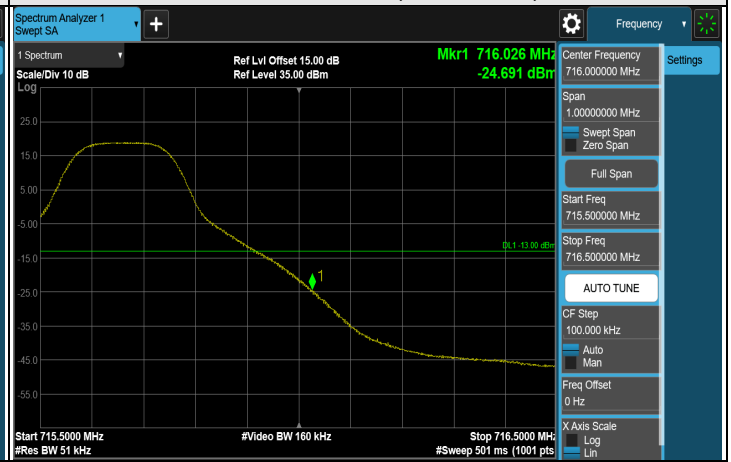 Spectrum Analyzer 1
Swept SA
+
Frequency
1 Spectrum
Scale/Div 10 dB
Log
Ref Lvl Offset 15.00 dB
Ref Level 35.00 dBm
Mkr1 716.026 MHz
-24.691 dBm
25.0
15.0
5.00
-5.00
-15.0
-25.0
-35.0
-45.0
-55.0
DL1 -13.00 dBm
1
Start 715.5000 MHz
#Res BW 51 kHz
#Video BW 160 kHz
Stop 716.5000 MHz
#Sweep 501 ms (1001 pts
Center Frequency
716.000000 MHz
Settings
Span
1.00000000 MHz
Swept Span
Zero Span
Full Span
Start Freq
715.500000 MHz
Stop Freq
716.500000 MHz
AUTO TUNE
CF Step
100.000 kHz
Auto
Man
Freq Offset
0 Hz
X Axis Scale
Log
Lin